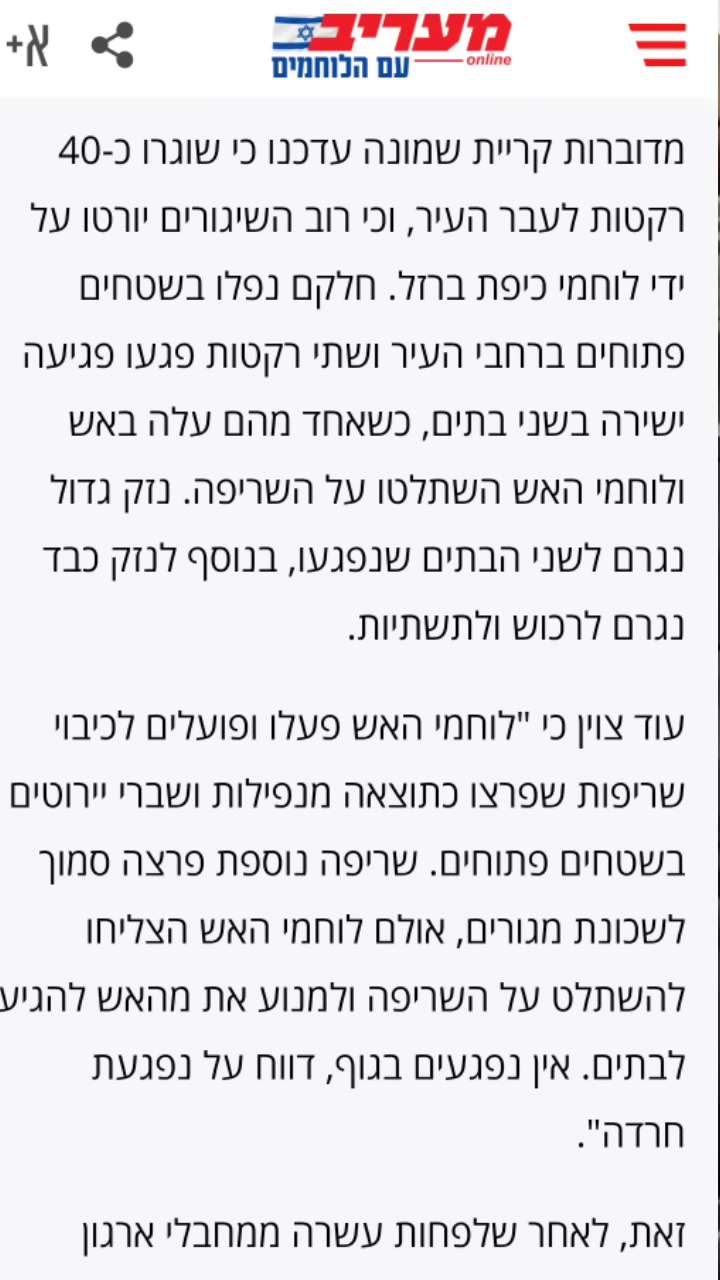 א+
מעריב
online
עם הלוחמים
מדוברות קריית שמונה עדכנו כי שוגרו כ-40
רקטות לעבר העיר, וכי רוב השיגורים יורטו על
ידי לוחמי כיפת ברזל. חלקם נפלו בשטחים
פתוחים ברחבי העיר ושתי רקטות פגעו פגיעה
ישירה בשני בתים, כשאחד מהם עלה באש
ולוחמי האש השתלטו על השריפה. נזק גדול
נגרם לשני הבתים שנפגעו, בנוסף לנזק כבד
נגרם לרכוש ולתשתיות.
עוד צוין כי "לוחמי האש פעלו ופועלים לכיבוי
שריפות שפרצו כתוצאה מנפילות ושברי יירוטים
בשטחים פתוחים. שריפה נוספת פרצה סמוך
לשכונת מגורים, אולם לוחמי האש הצליחו
להשתלט על השריפה ולמנוע את מהאש להגיע
לבתים. אין נפגעים בגוף, דווח על נפגעת
חרדה".
זאת, לאחר שלפחות עשרה ממחבלי ארגון